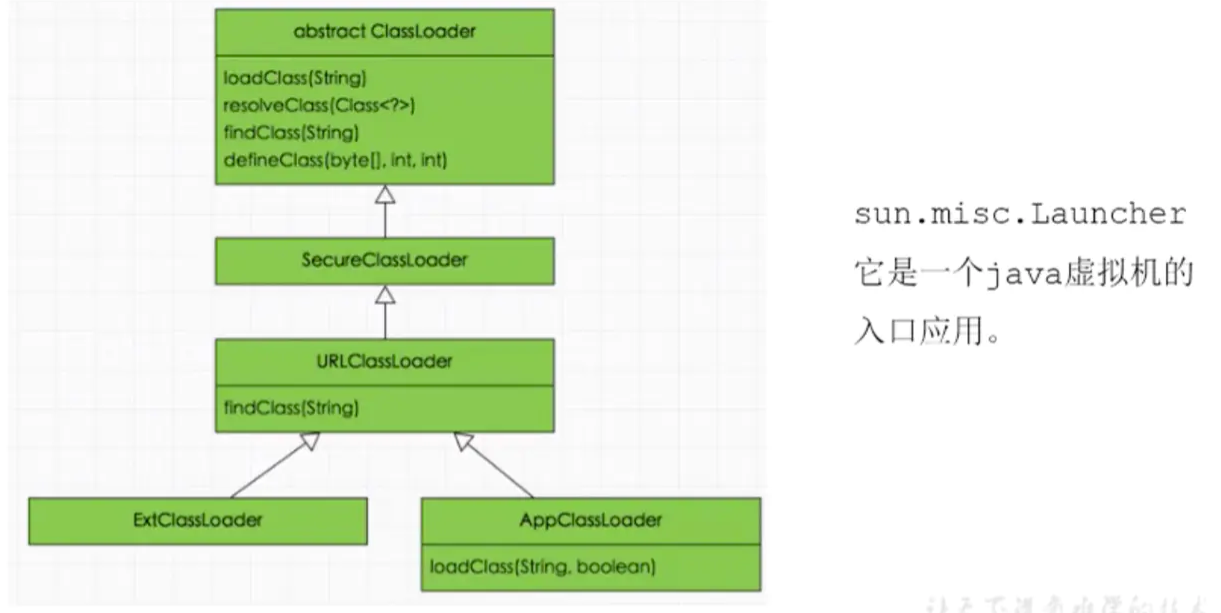 abstract ClassLoader
loadClass(String)
resolveClass(Class<?>)
findClass(String)
defineClass(byte[], int, int)
SecureClassLoader
URLClassLoader
findClass(String)
ExtClassLoader
AppClassLoader
loadClass(String, boolean)
sun.misc.Launcher
它是一个java虚拟机的
入口应用。